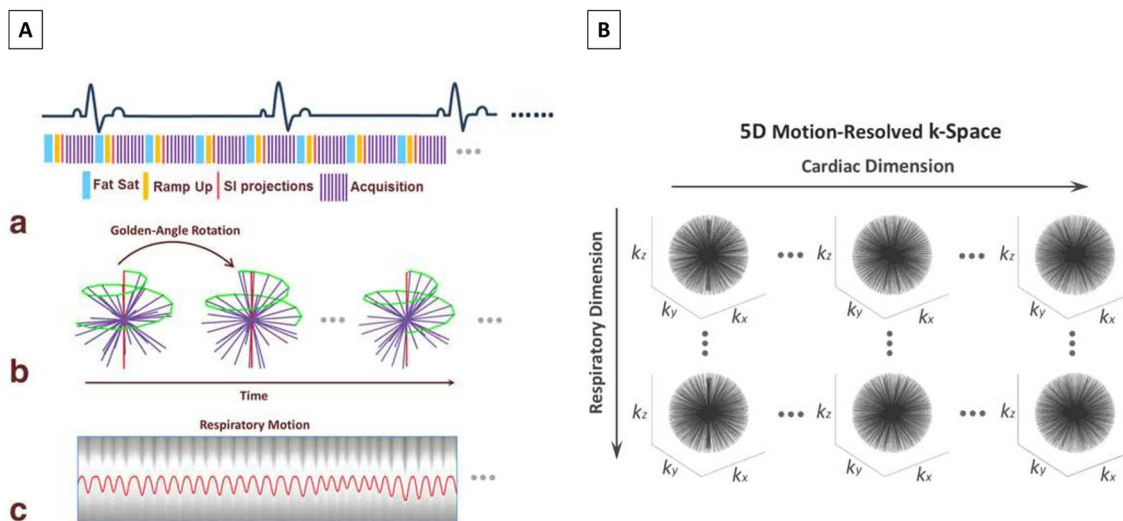 A
Fat Sat Ramp Up SI projections Acquisition
a
Golden-Angle Rotation
b
Time
Respiratory Motion
c
B
5D Motion-Resolved k-Space
Cardiac Dimension
Respiratory Dimension
kz kz kz
ky kx ky kx ky kx
kz kz kz
ky kx ky kx ky kx